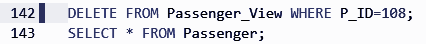 142 DELETE FROM Passenger_View WHERE P_ID=108;
143 SELECT * FROM Passenger;